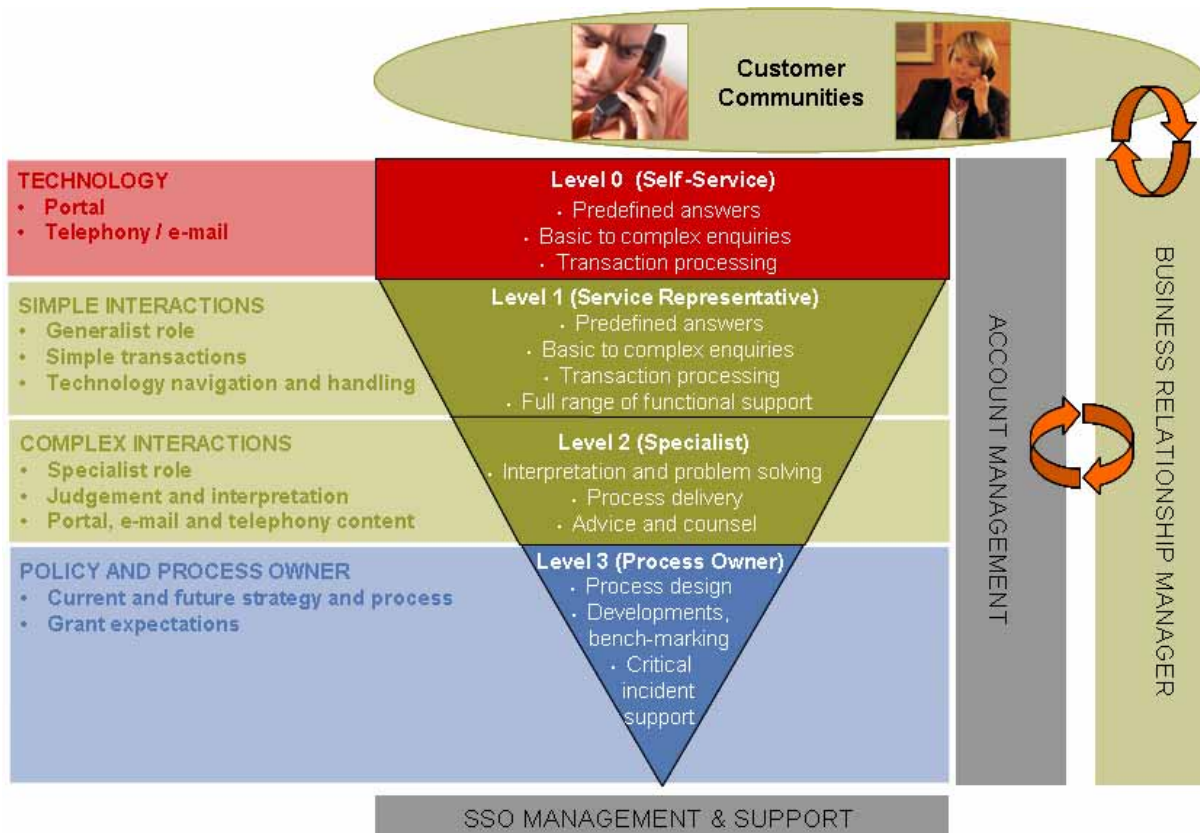 Customer
Communities
TECHNOLOGY
• Portal
• Telephony / e-mail
Level 0 (Self-Service)
• Predefined answers
• Basic to complex enquiries
• Transaction processing
SIMPLE INTERACTIONS
• Generalist role
• Simple transactions
• Technology navigation and handling
Level 1 (Service Representative)
• Predefined answers
• Basic to complex enquiries
• Transaction processing
• Full range of functional support
COMPLEX INTERACTIONS
• Specialist role
• Judgement and interpretation
• Portal, e-mail and telephony content
Level 2 (Specialist)
• Interpretation and problem solving
• Process delivery
• Advice and counsel
POLICY AND PROCESS OWNER
• Current and future strategy and process
• Grant expectations
Level 3 (Process Owner)
• Process design
• Developments,
bench-marking
• Critical
incident
support
ACCOUNT MANAGEMENT
BUSINESS RELATIONSHIP MANAGER
SSO MANAGEMENT & SUPPORT